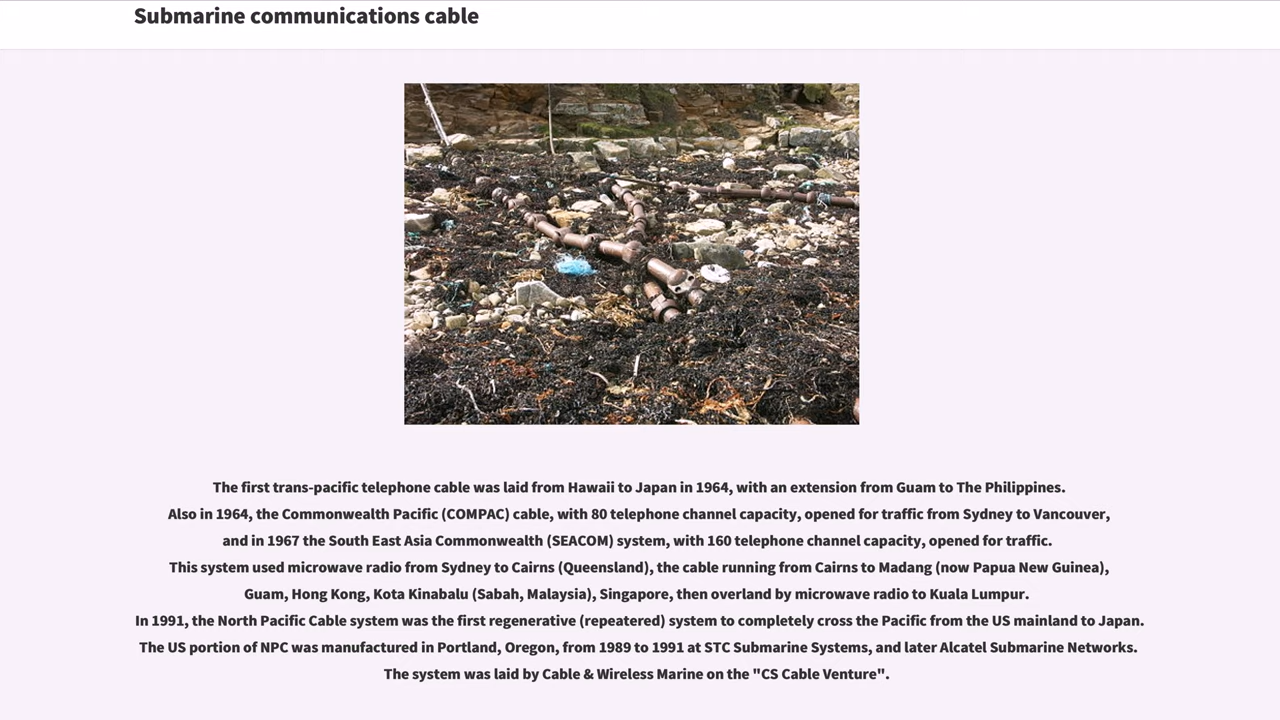 Submarine communications cable
The first trans-pacific telephone cable was laid from Hawaii to Japan in 1964, with an extension from Guam to The Philippines.
Also in 1964, the Commonwealth Pacific (COMPAC) cable, with 80 telephone channel capacity, opened for traffic from Sydney to Vancouver,
and in 1967 the South East Asia Commonwealth (SEACOM) system, with 160 telephone channel capacity, opened for traffic.
This system used microwave radio from Sydney to Cairns (Queensland), the cable running from Cairns to Madang (now Papua New Guinea),
Guam, Hong Kong, Kota Kinabalu (Sabah, Malaysia), Singapore, then overland by microwave radio to Kuala Lumpur.
In 1991, the North Pacific Cable system was the first regenerative (repeatered) system to completely cross the Pacific from the US mainland to Japan.
The US portion of NPC was manufactured in Portland, Oregon, from 1989 to 1991 at STC Submarine Systems, and later Alcatel Submarine Networks.
The system was laid by Cable & Wireless Marine on the "CS Cable Venture".